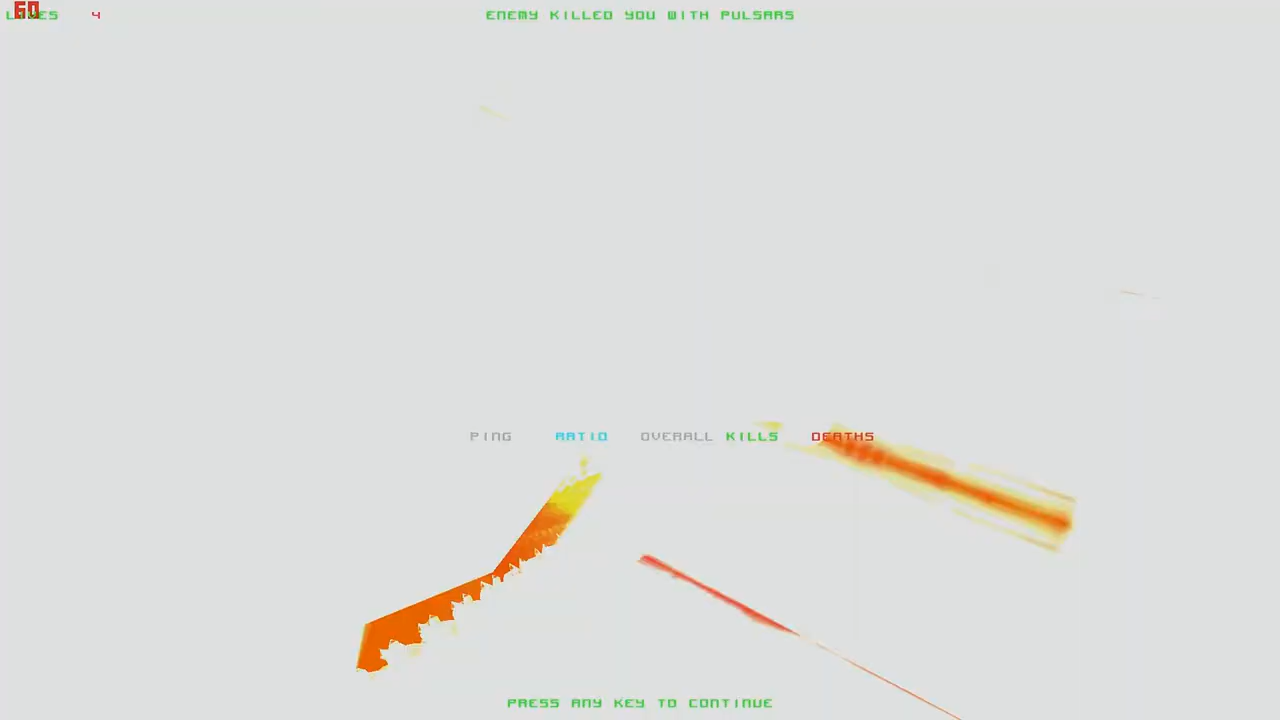 LIVES 4
60
ENEMY KILLED YOU WITH PULSARS
PING RATIO OVERALL KILLS DEATHS
PRESS ANY KEY TO CONTINUE